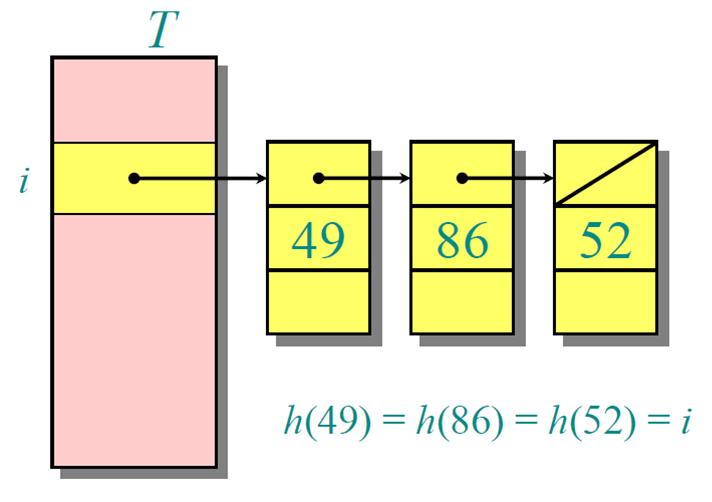 T
i
49 86 52
h(49) = h(86) = h(52) = i